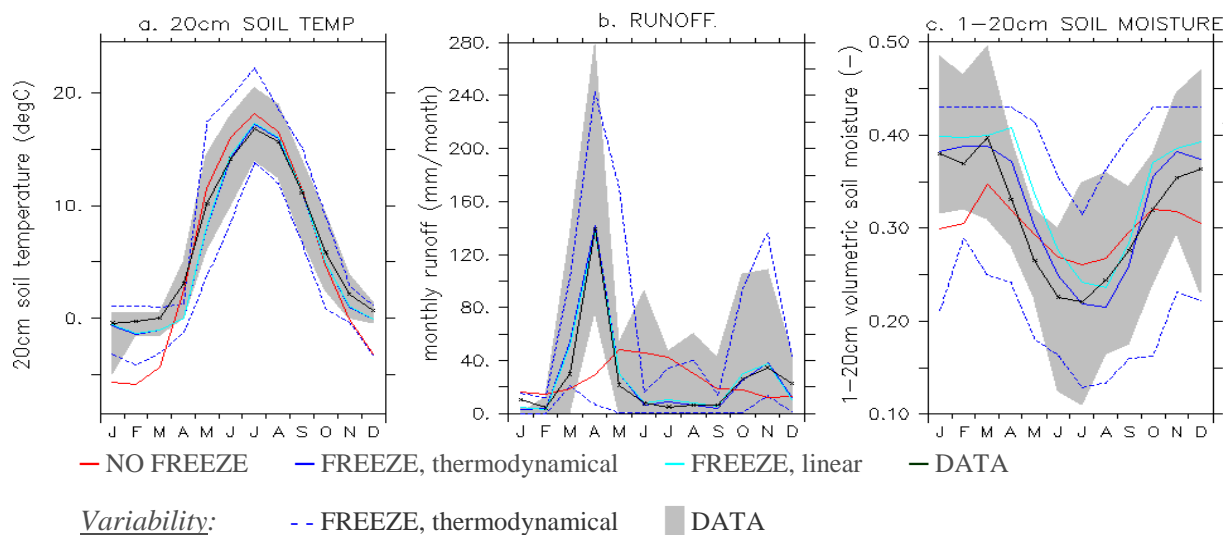 a. 20cm SOIL TEMP
20cm soil temperature (degC)
20.
10.
0.
J F M A M J J A S O N D
b. RUNOFF.
monthly runoff (mm/month)
280.
240.
200.
160.
120.
80.
40.
0.
J F M A M J J A S O N D
c. 1-20cm SOIL MOISTURE
1-20cm volumetric soil moisture (-)
0.50
0.40
0.30
0.20
0.10
J F M A M J J A S O N D
NO FREEZE FREEZE, thermodynamical FREEZE, linear DATA
Variability: FREEZE, thermodynamical DATA